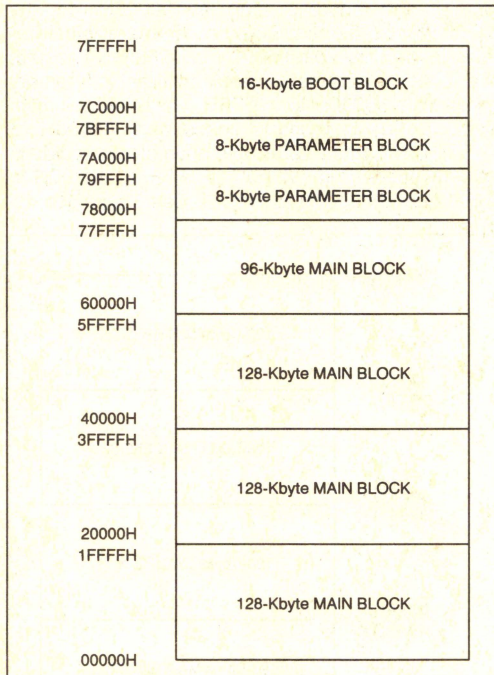 7FFFFH
16-Kbyte BOOT BLOCK
7C000H
7BFFFH
8-Kbyte PARAMETER BLOCK
7A000H
79FFFH
8-Kbyte PARAMETER BLOCK
78000H
77FFFH
96-Kbyte MAIN BLOCK
60000H
5FFFFH
128-Kbyte MAIN BLOCK
40000H
3FFFFH
128-Kbyte MAIN BLOCK
20000H
1FFFFH
128-Kbyte MAIN BLOCK
00000H